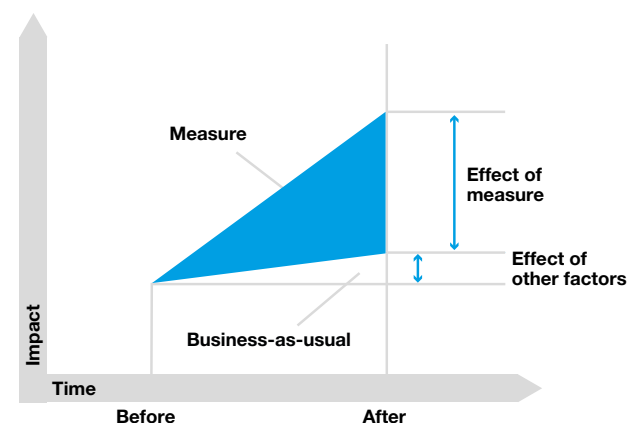 Measure
Effect of
measure
Effect of
other factors
Business-as-usual
Impact
Time
Before
After